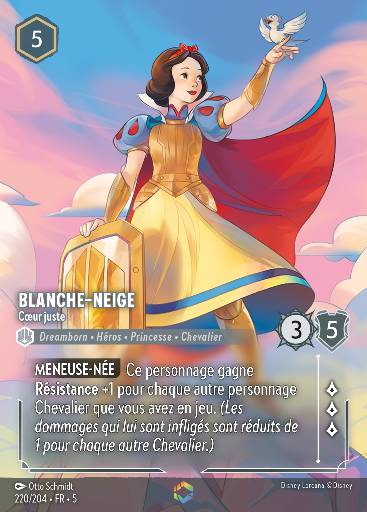 5
BLANCHE-NEIGE
Cœur juste
Dreamborn • Héros • Princesse • Chevalier
3 5
MENEUSE-NÉE Ce personnage gagne
Résistance +1 pour chaque autre personnage
Chevalier que vous avez en jeu. (Les
dommages qui lui sont infligés sont réduits de
1 pour chaque autre Chevalier.)
Otto Schmidt
220/204 • FR • 5
Disney Lorcana ©Disney